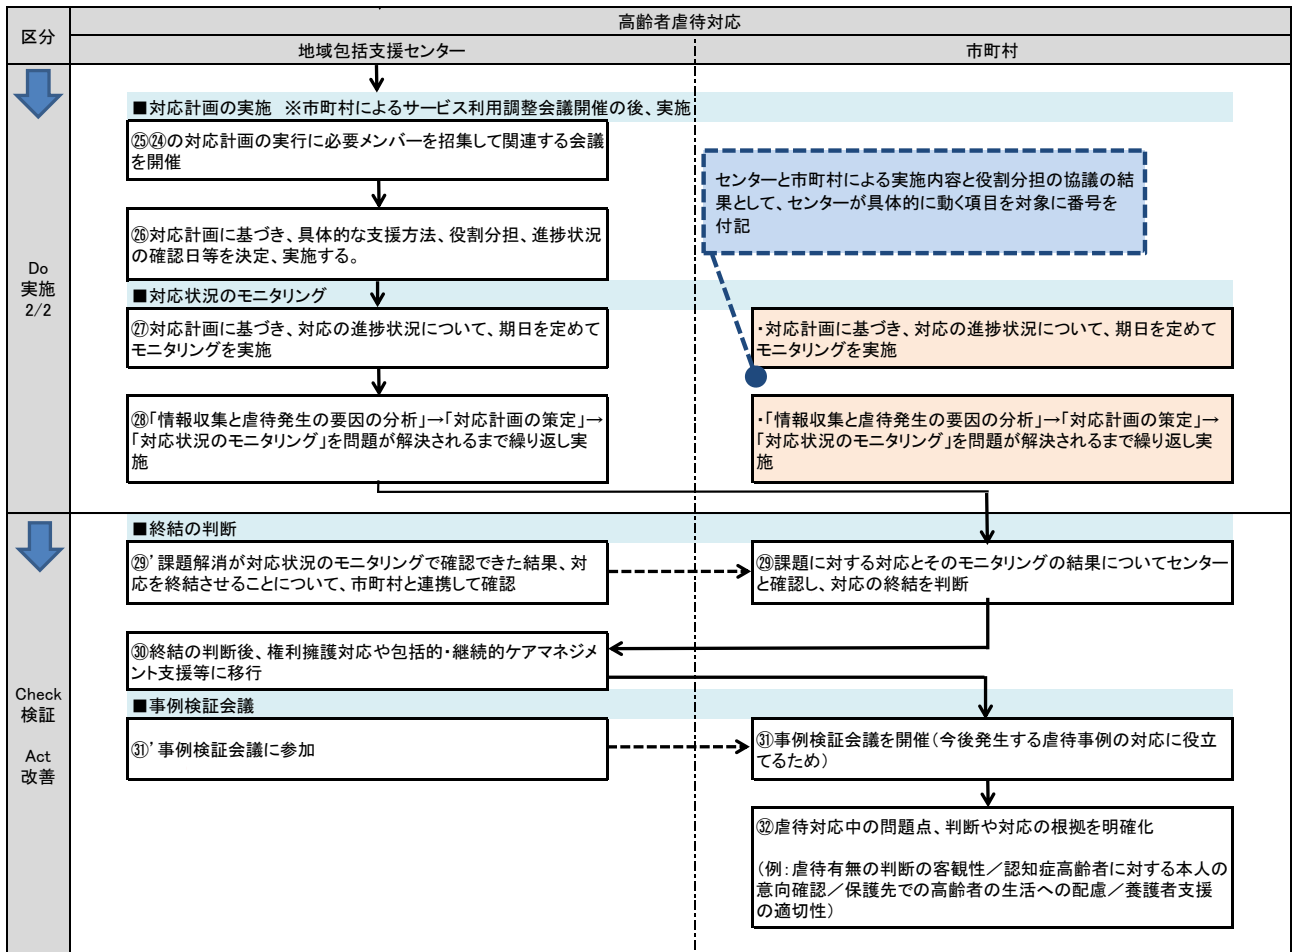 区分
高齢者虐待対応
地域包括支援センター
市町村
Do
実施
2/2
■対応計画の実施　※市町村によるサービス利用調整会議開催の後、実施
㉕㉔の対応計画の実行に必要メンバーを招集して関連する会議
を開催
センターと市町村による実施内容と役割分担の協議の結
果として、センターが具体的に動く項目を対象に番号を
付記
㉖対応計画に基づき、具体的な支援方法、役割分担、進捗状況
の確認日等を決定、実施する。
■対応状況のモニタリング
㉗対応計画に基づき、対応の進捗状況について、期日を定めて
モニタリングを実施
・対応計画に基づき、対応の進捗状況について、期日を定めて
モニタリングを実施
㉘「情報収集と虐待発生の要因の分析」→「対応計画の策定」→
「対応状況のモニタリング」を問題が解決されるまで繰り返し実
施
・「情報収集と虐待発生の要因の分析」→「対応計画の策定」→
「対応状況のモニタリング」を問題が解決されるまで繰り返し実
施
Check
検証
Act
改善
■終結の判断
㉙’課題解消が対応状況のモニタリングで確認できた結果、対
応を終結させることについて、市町村と連携して確認
㉙課題に対する対応とそのモニタリングの結果についてセンター
と確認し、対応の終結を判断
㉚終結の判断後、権利擁護対応や包括的・継続的ケアマネジメ
ント支援等に移行
■事例検証会議
㉛’事例検証会議に参加
㉛事例検証会議を開催（今後発生する虐待事例の対応に役立
てるため）
㉜虐待対応中の問題点、判断や対応の根拠を明確化
（例：虐待有無の判断の客観性／認知症高齢者に対する本人の
意向確認／保護先での高齢者の生活への配慮／養護者支援
の適切性）